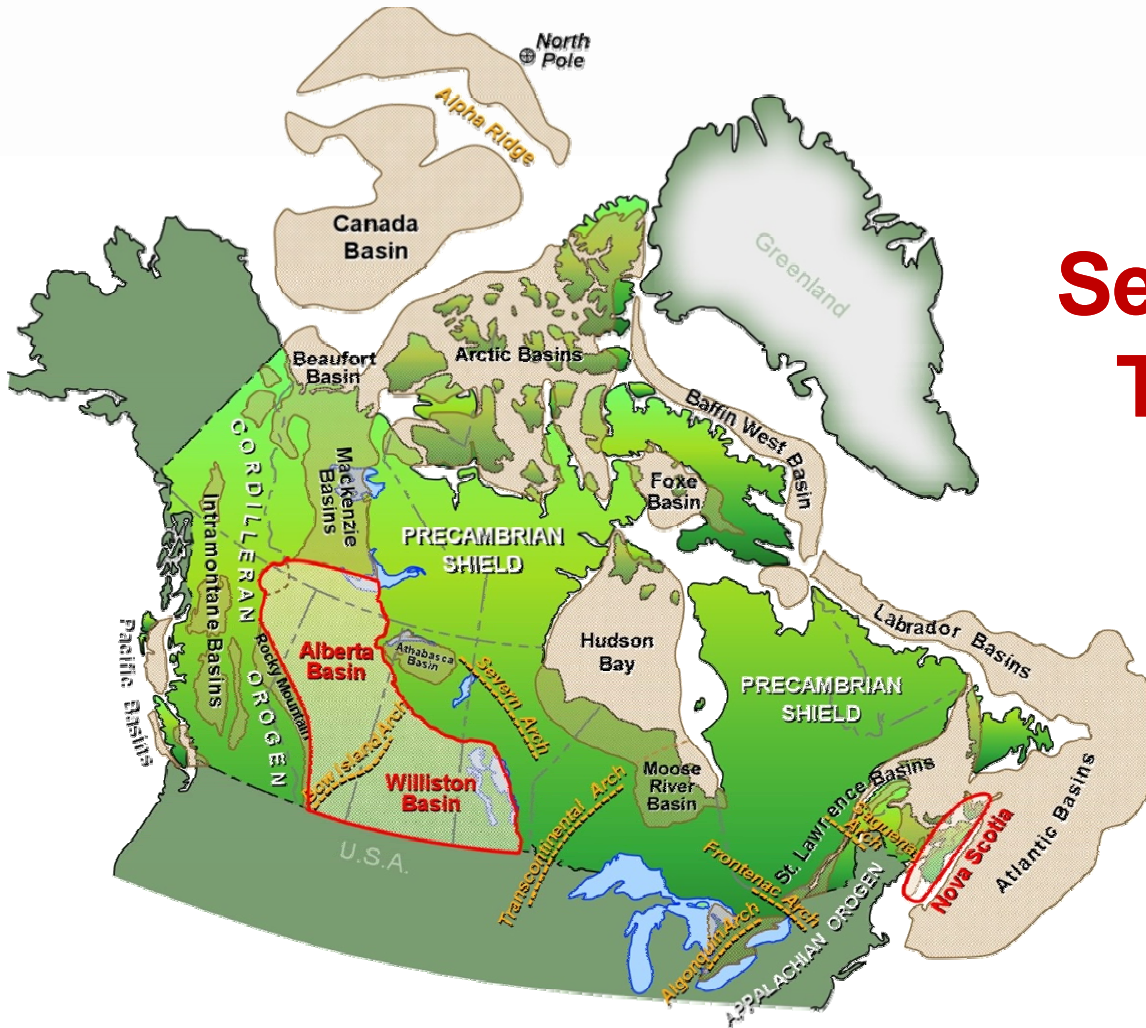 North
Pole
Alpha Ridge
Canada
Basin
Greenland
Se
T
Beaufort
Basin
Arctic Basins
Baffin West Basin
CORDILLERAN OROGEN
Mackenzie
Basins
Foxe
Basin
Intramontane Basins
PRECAMBRIAN
SHIELD
Labrador Basins
Pacific Basins
Rocky Mountain
Alberta
Basin
Athabasca
Basin
Severn Arch
Hudson
Bay
PRECAMBRIAN
SHIELD
Bow Island Arch
Williston
Basin
Moose
River
Basin
Transcontinental Arch
St. Lawrence Basins
Arch
Nova Scotia
Atlantic Basins
U.S.A.
Frontenac Arch
Algonquin Arch
APPALACHIAN OROGEN